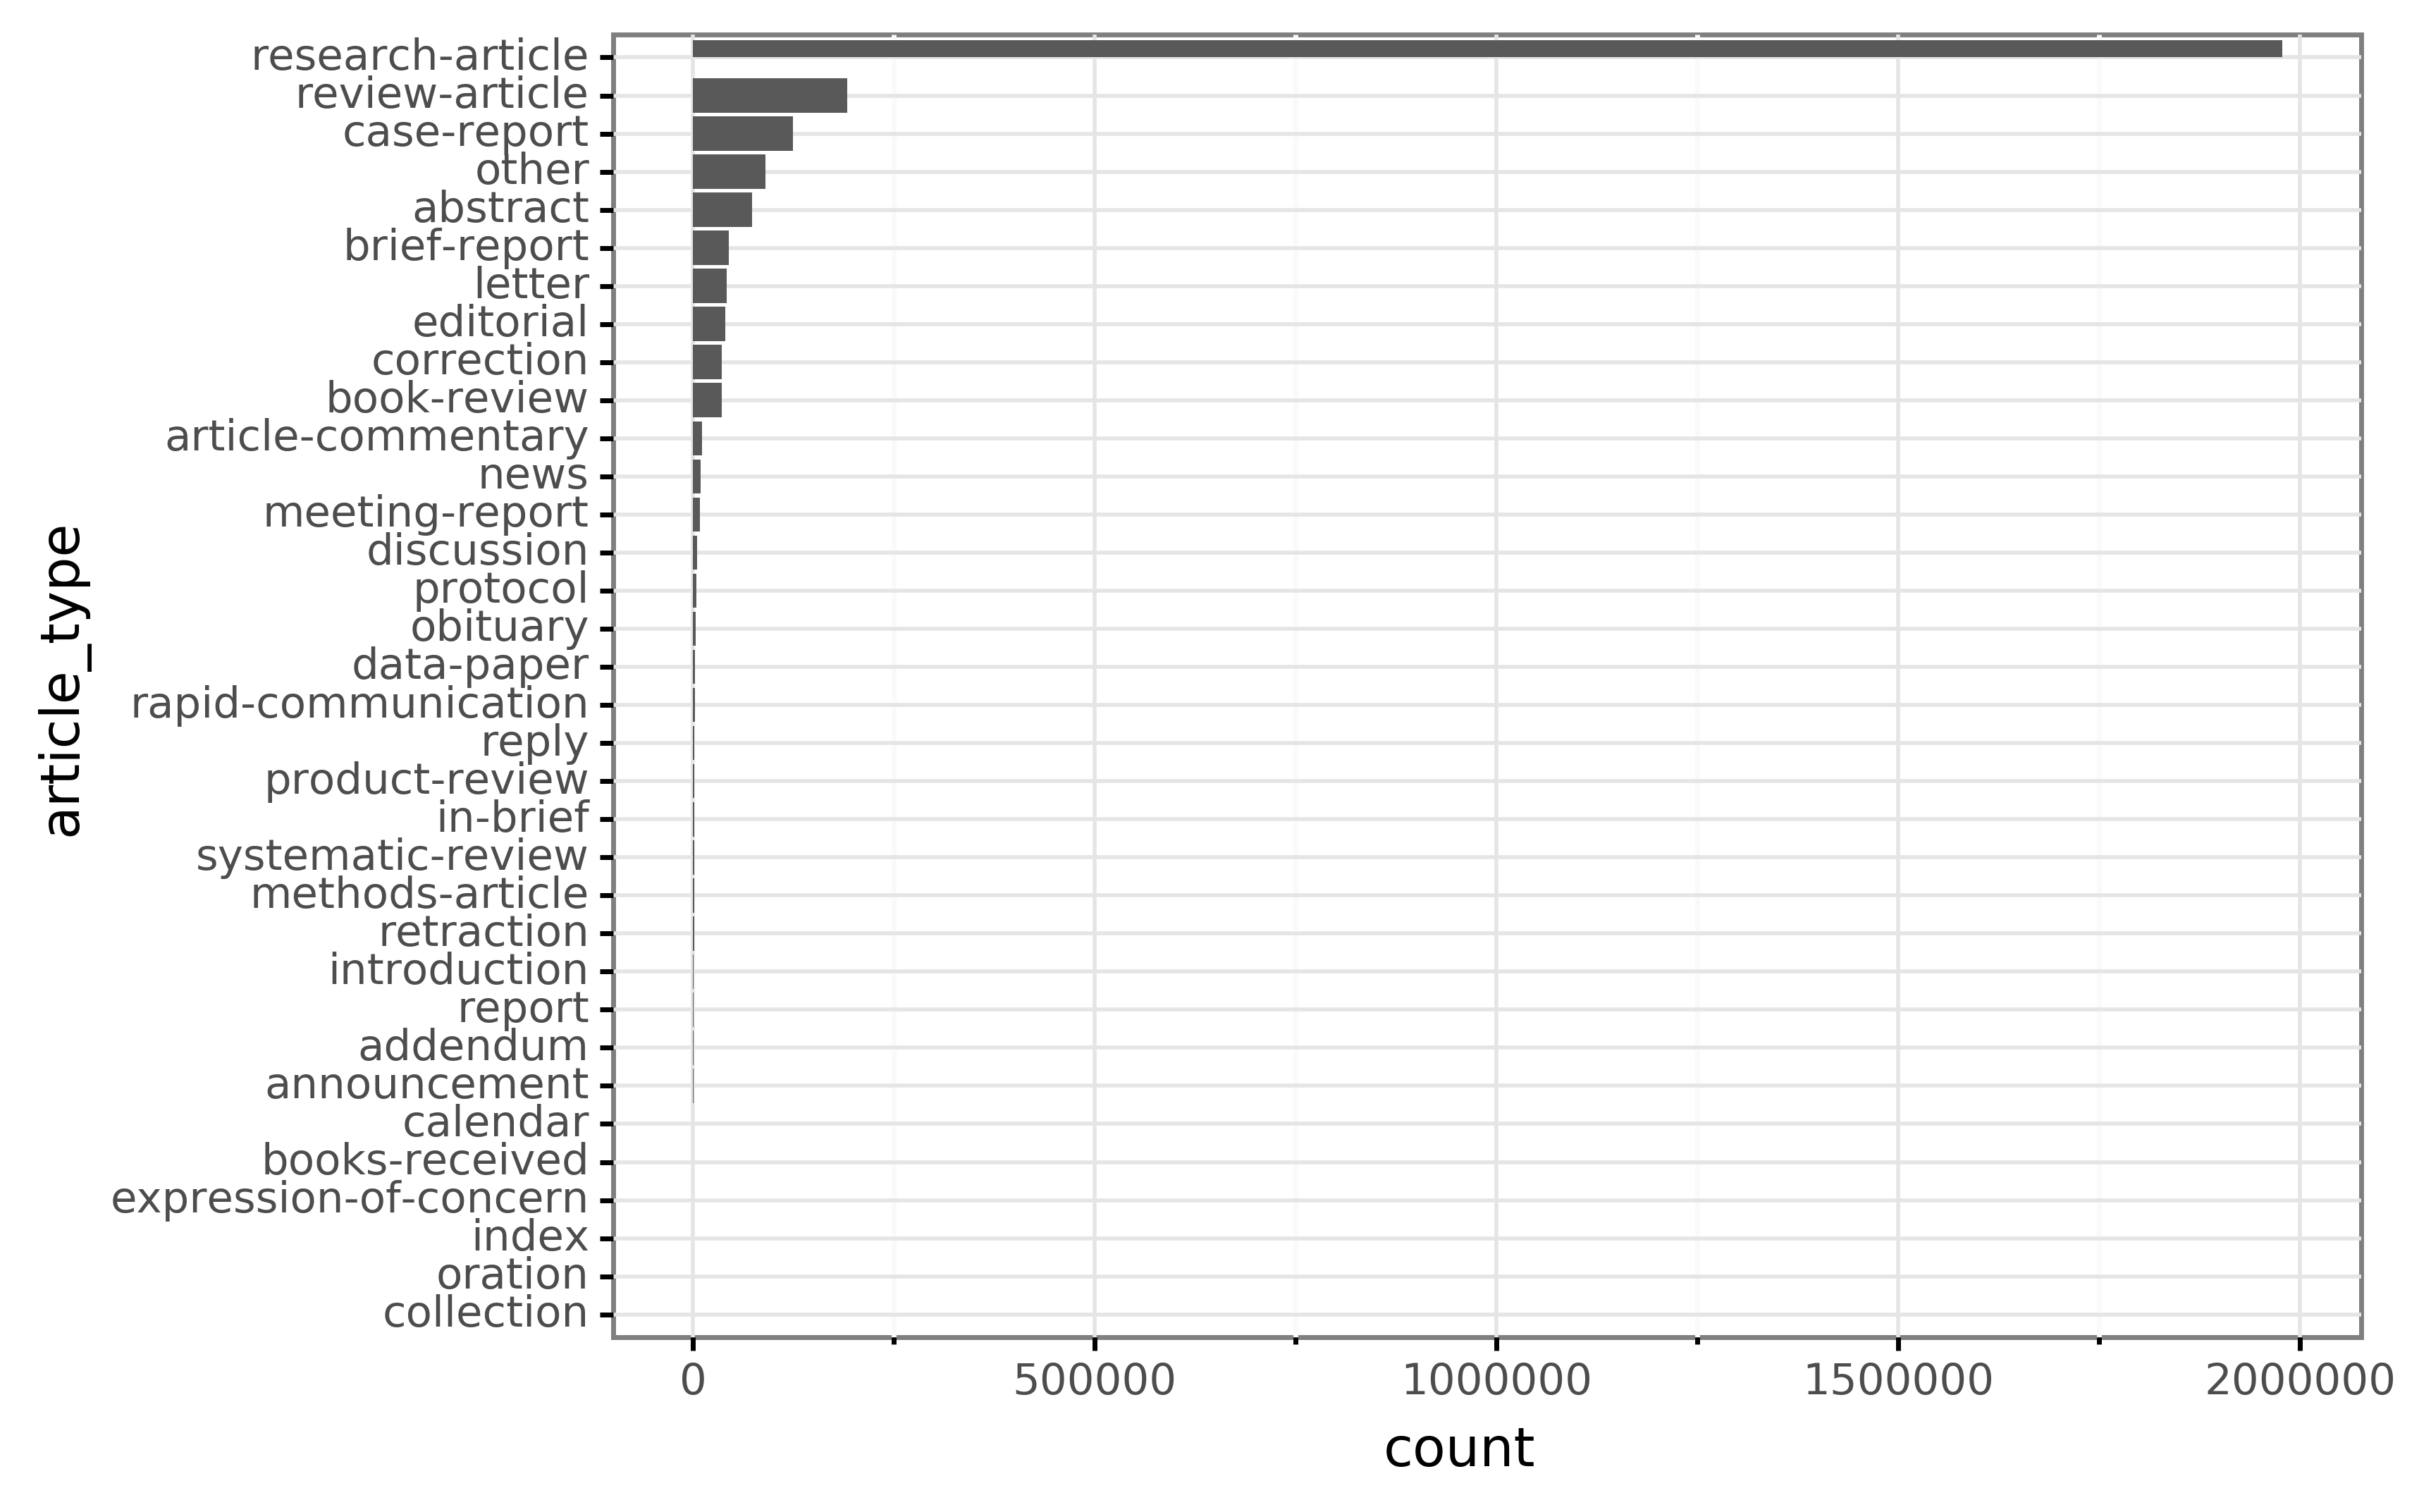 research-article
review-article
case-report
other
abstract
brief-report
letter
editorial
correction
book-review
article-commentary
news
meeting-report
discussion
protocol
obituary
data-paper
rapid-communication
reply
product-review
in-brief
systematic-review
methods-article
retraction
introduction
report
addendum
announcement
calendar
books-received
expression-of-concern
index
oration
collection
article_type
0 500000 1000000 1500000 2000000
count